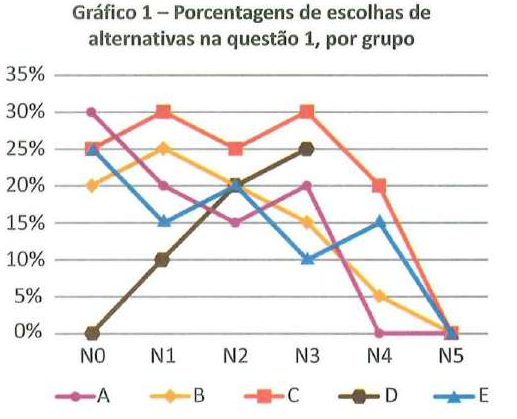 Gráfico 1 – Porcentagens de escolhas de
alternativas na questão 1, por grupo
35%
30%
25%
20%
15%
10%
5%
0%
N0 N1 N2 N3 N4 N5
A B C D E